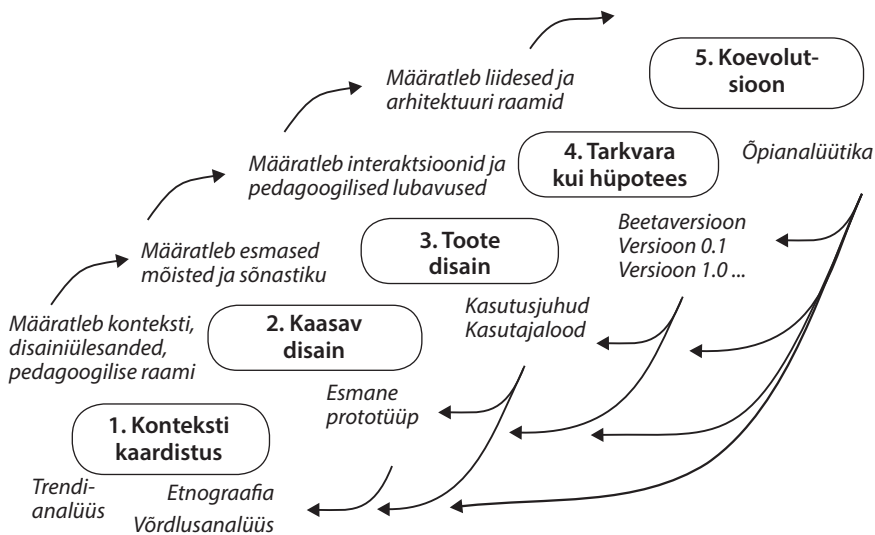 5. Koevolut-
sioon
Määratleb liidesed ja
arhitektuuri raamid
4. Tarkvara
kui hüpotees
Õpianalüütika
Määratleb interaktsioonid ja
pedagoogilised lubavused
Beetaversioon
Versioon 0.1
Versioon 1.0 ...
3. Toote
disain
Määratleb esmased
mõisted ja sõnastiku
Kasutusjuhud
Kasutajalood
2. Kaasav
disain
Määratleb konteksti,
disainiülesanded,
pedagoogilise raami
Esmane
prototüüp
1. Konteksti
kaardistus
Trendi-
analüüs
Etnograafia
Võrdlusanalüüs